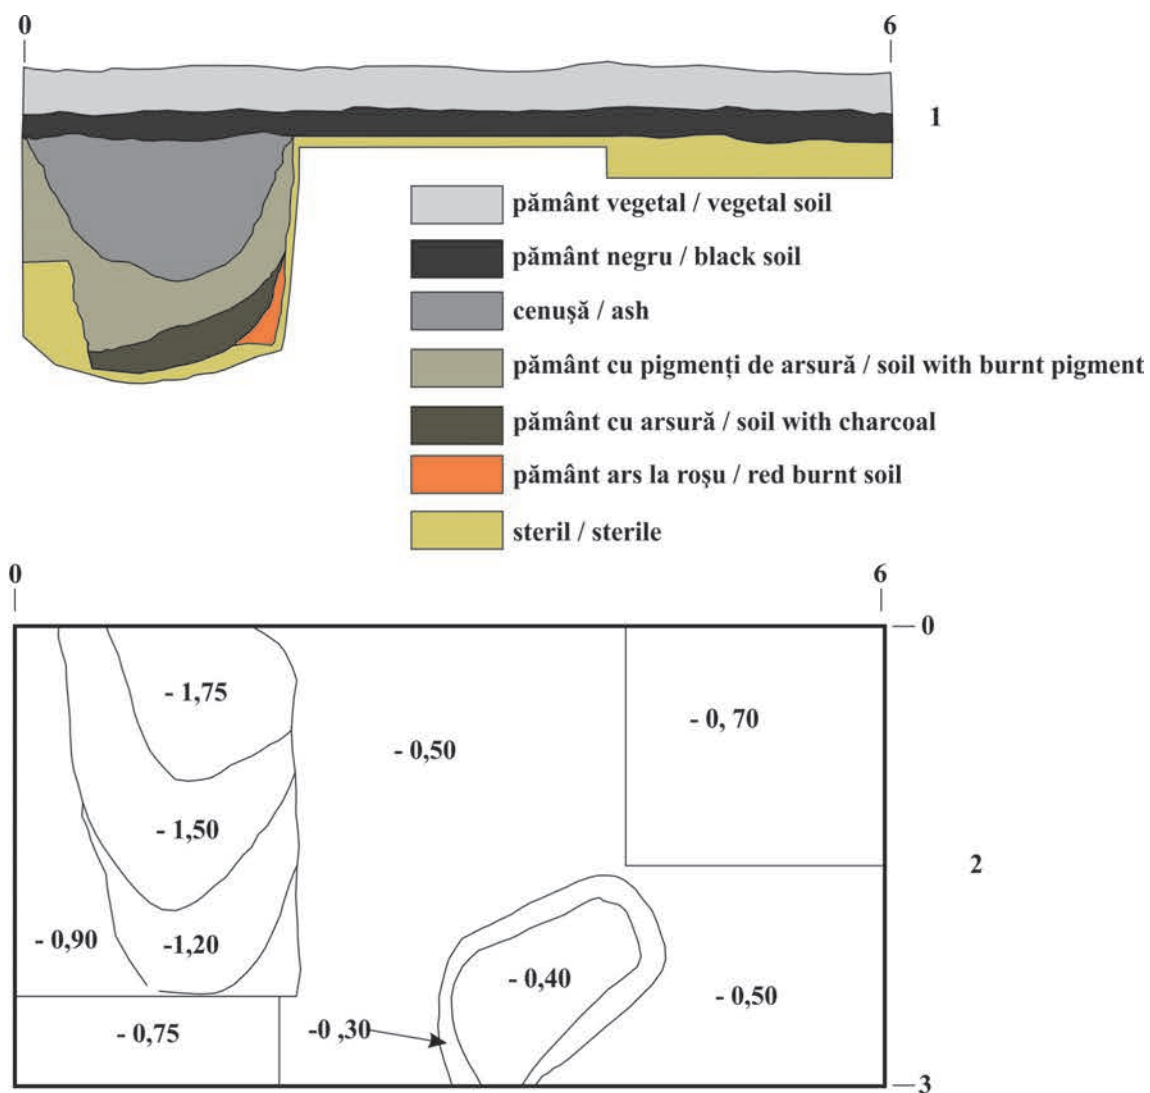 0 6
1
pământ vegetal / vegetal soil
pământ negru / black soil
cenuşă / ash
pământ cu pigmenți de arsură / soil with burnt pigment
pământ cu arsură / soil with charcoal
pământ ars la roşu / red burnt soil
steril / sterile
0 6
0
- 1,75
- 0, 70
- 0,50
- 1,50
2
- 0,90
-1,20
- 0,40
- 0,50
- 0,75
-0 ,30
3